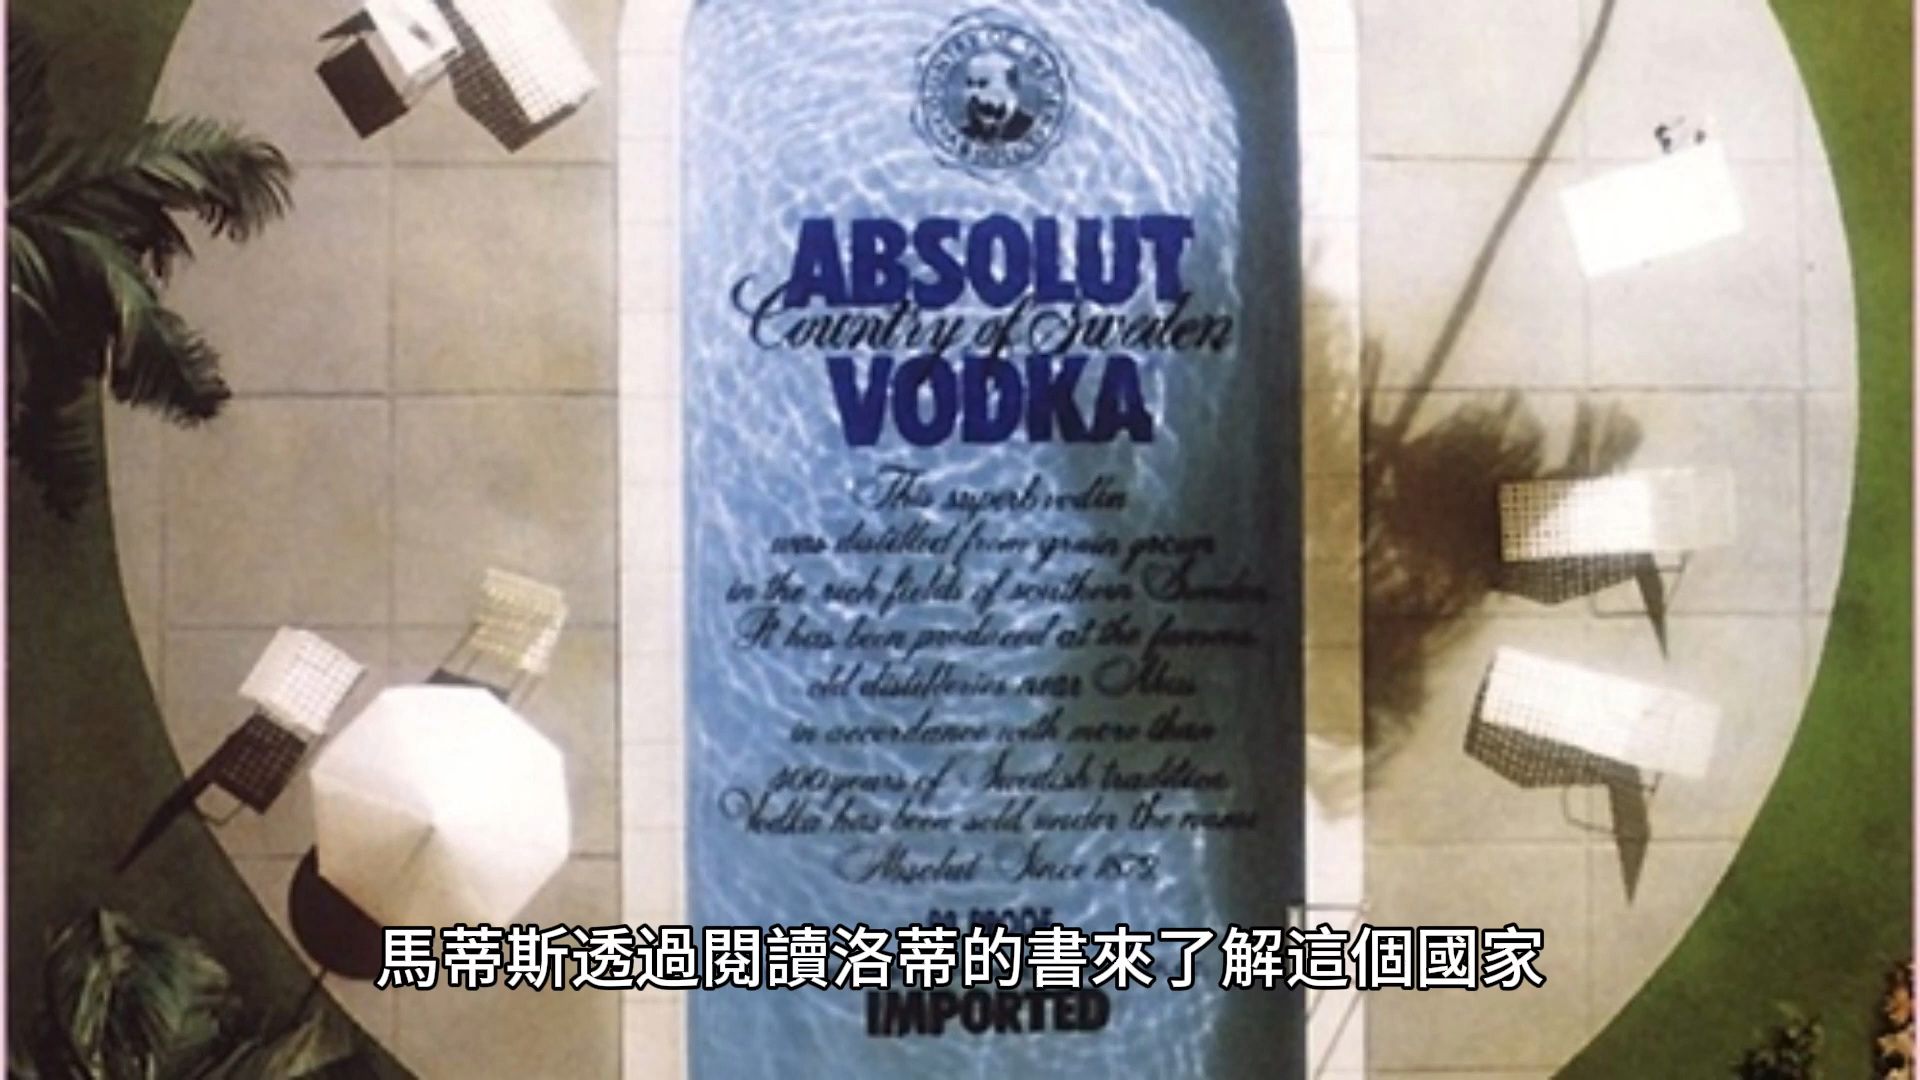 ABSOLUT
Country of Sweden
VODKA
This superb vodka
was distilled from grain grown
in the rich fields of southern Sweden
It has been produced at the famous
old distilleries near Åhus
in accordance with more than
400 years of Swedish tradition
Vodka has been sold under the name
Absolut Since 1879.
馬蒂斯透過閱讀洛蒂的書來了解這個國家
IMPORTED